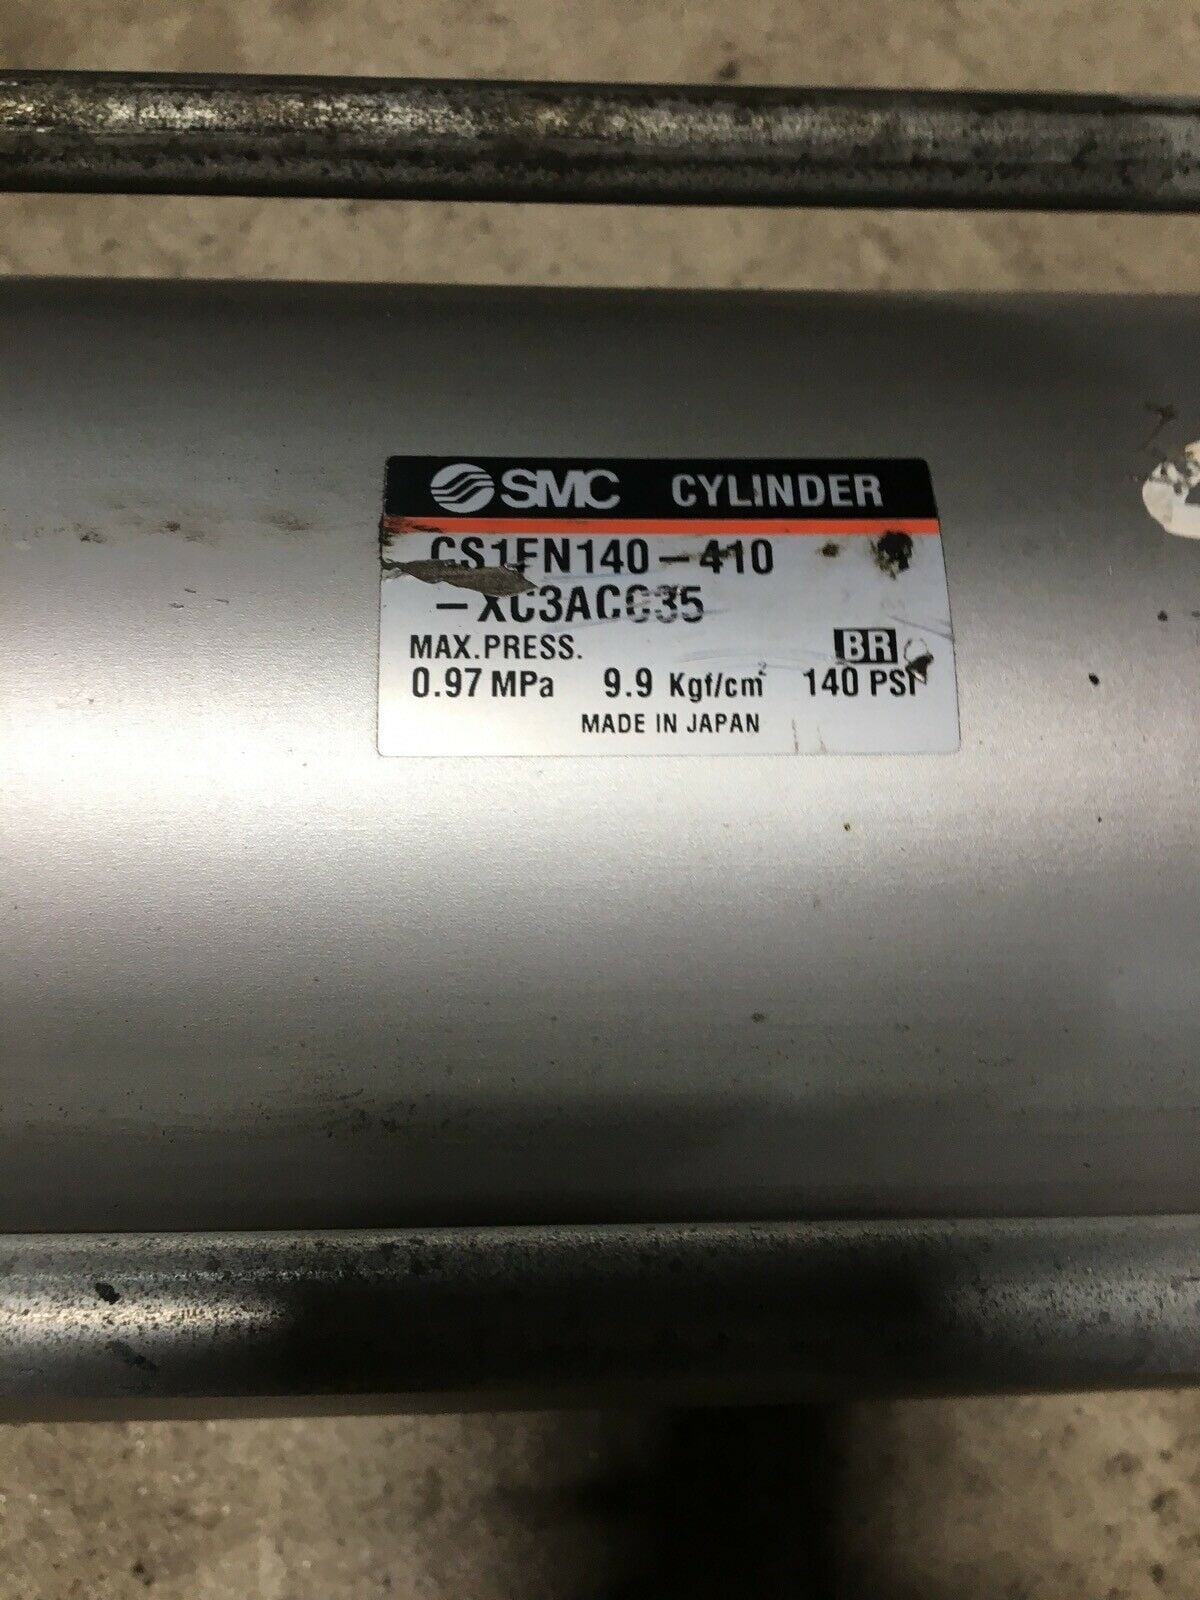 SMC CYLINDER
CS1FN140-410
-XC3ACC35
MAX.PRESS. BR
0.97 MPa 9.9 Kgf/cm² 140 PSI
MADE IN JAPAN